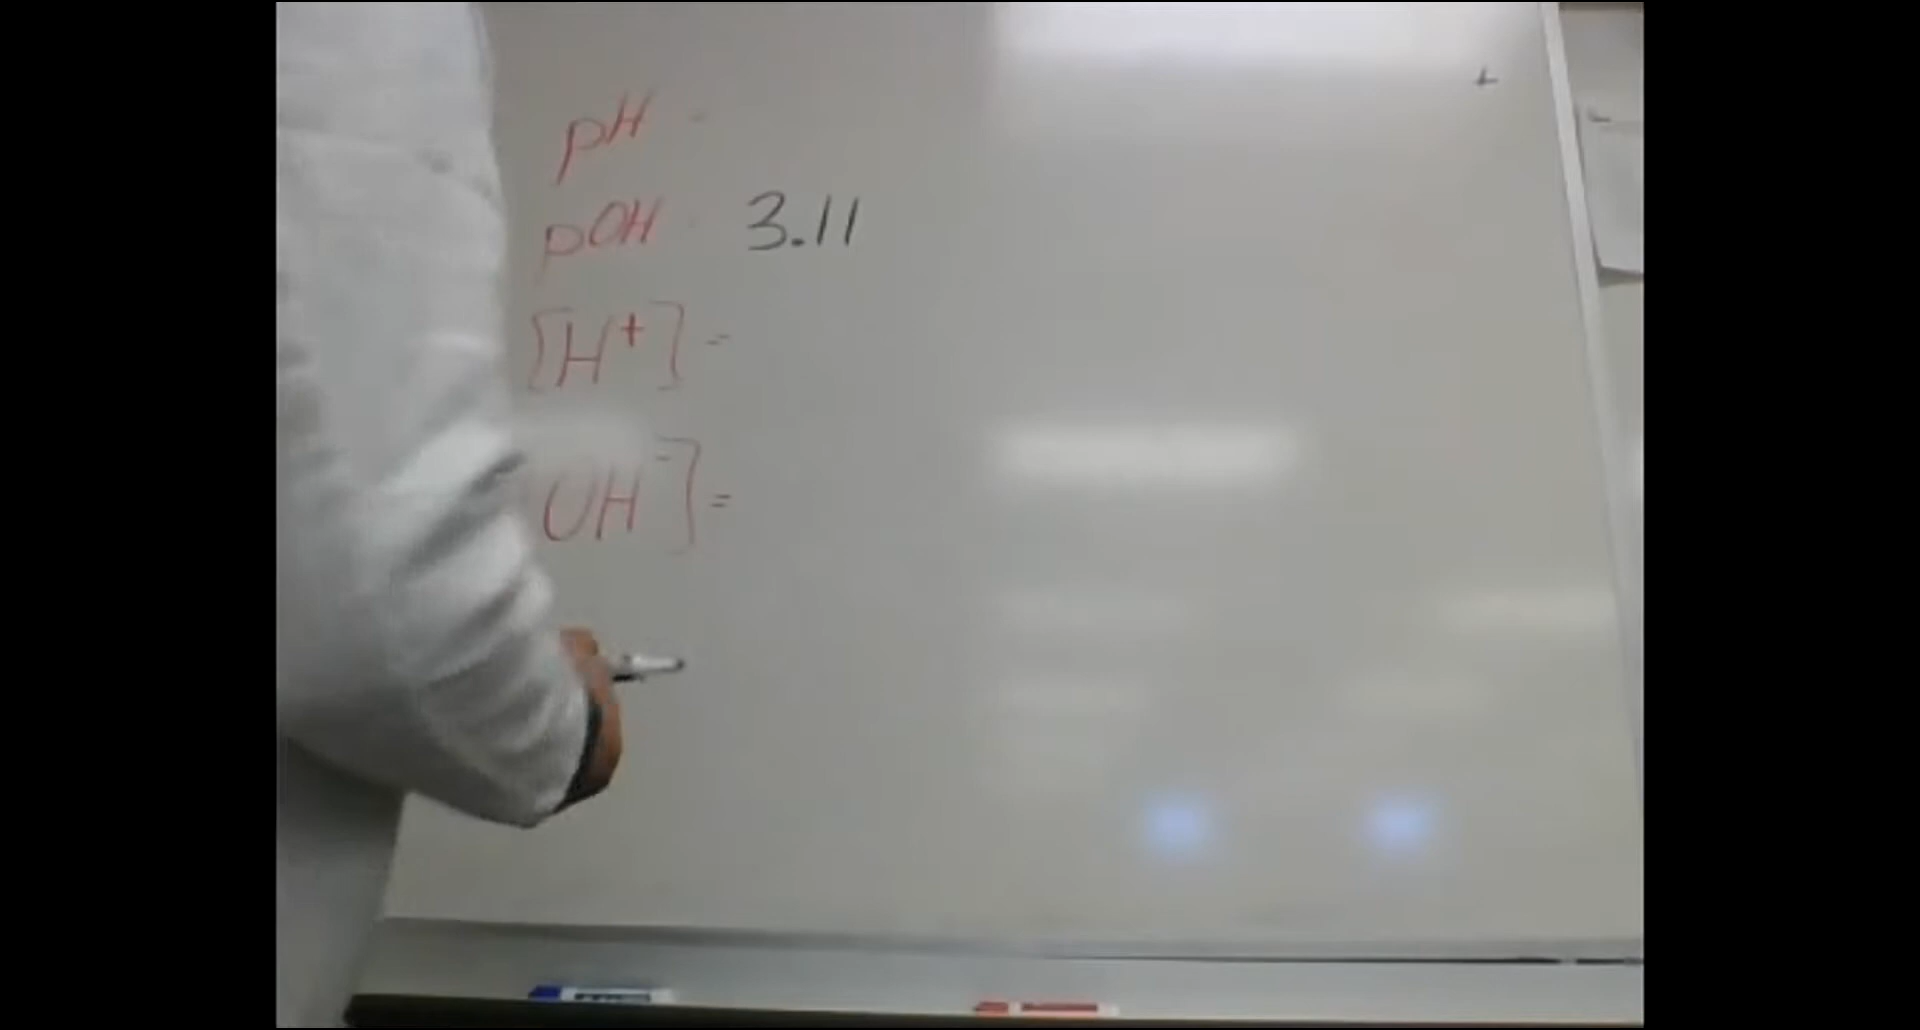 pH =
pOH = 3.11
[H⁺] =
[OH⁻] =